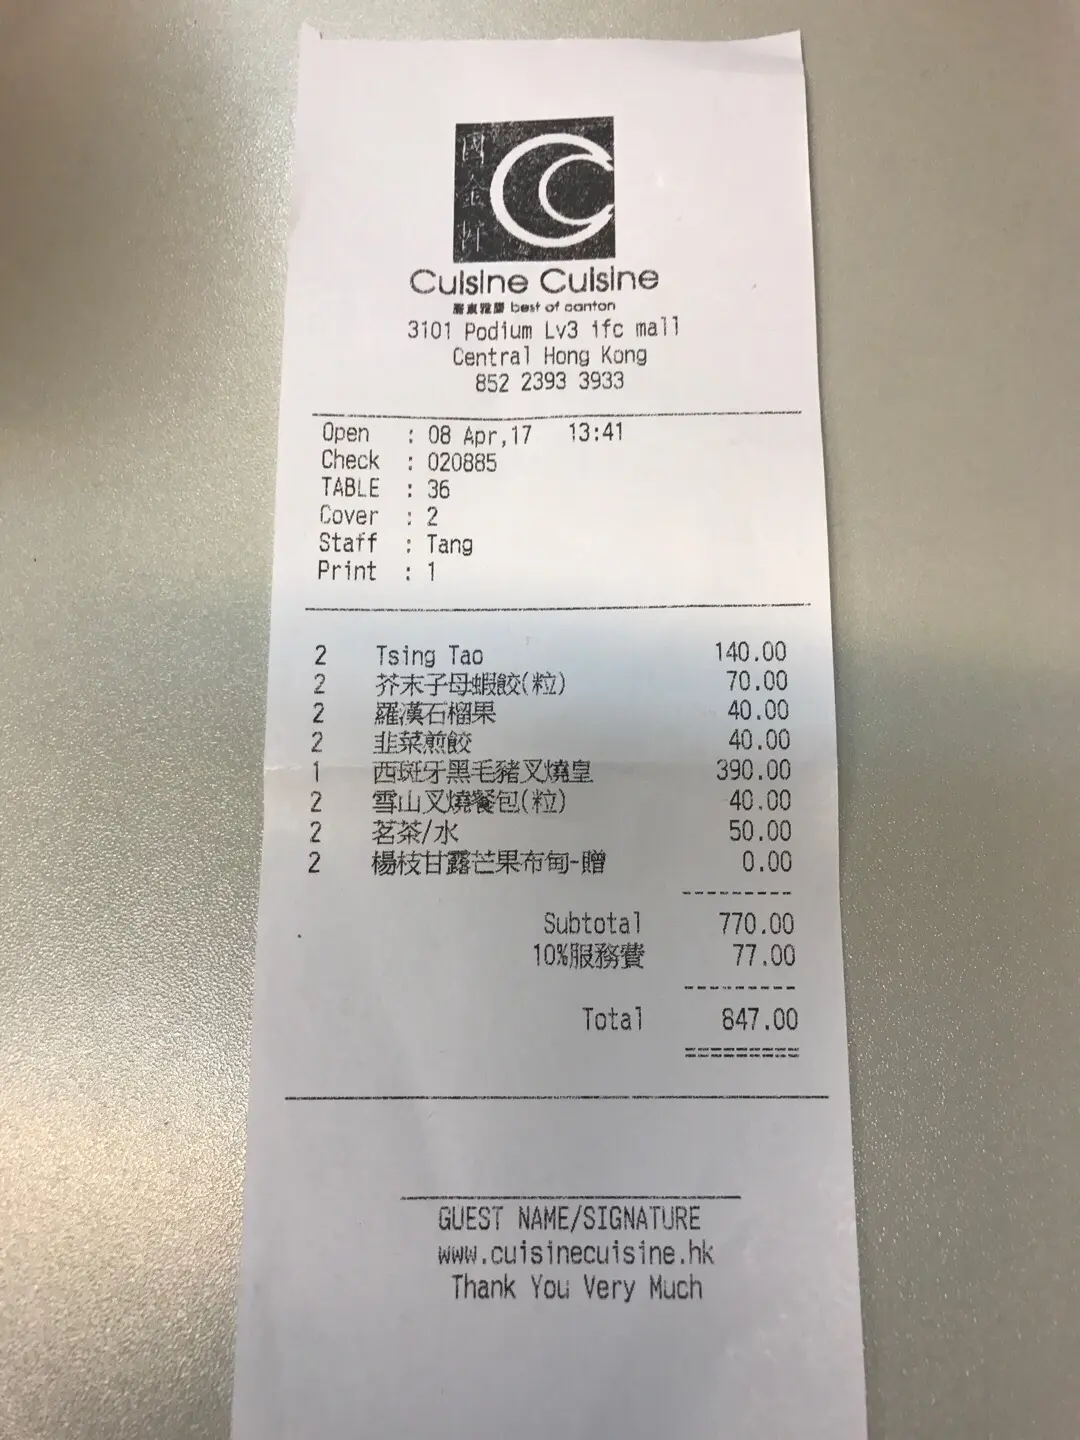 國金軒
Cuisine Cuisine
粵東雅膳 best of canton
3101 Podium Lv3 ifc mall
Central Hong Kong
852 2393 3933
Open : 08 Apr,17 13:41
Check : 020885
TABLE : 36
Cover : 2
Staff : Tang
Print : 1
2 Tsing Tao 140.00
2 芥末子母蝦餃(粒) 70.00
2 羅漢石榴果 40.00
2 韭菜煎餃 40.00
1 西班牙黑毛豬叉燒皇 390.00
2 雪山叉燒餐包(粒) 40.00
2 茗茶/水 50.00
2 楊枝甘露芒果布甸-贈 0.00
Subtotal 770.00
10%服務費 77.00
Total 847.00
GUEST NAME/SIGNATURE
www.cuisinecuisine.hk
Thank You Very Much